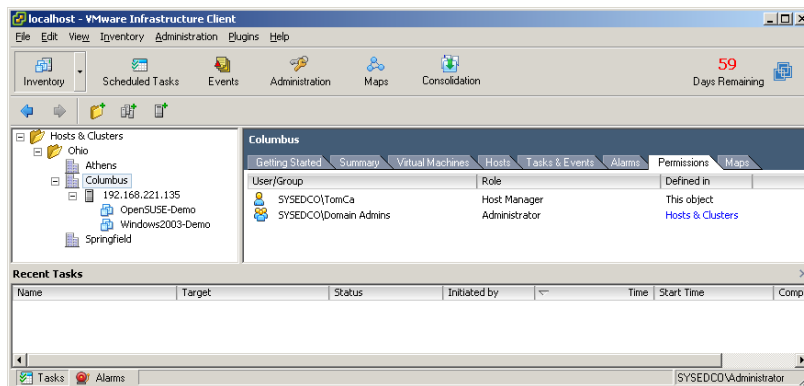 localhost - VMware Infrastructure Client
File Edit View Inventory Administration Plugins Help
Inventory Scheduled Tasks Events Administration Maps Consolidation
59
Days Remaining
Hosts & Clusters
Ohio
Athens
Columbus
192.168.221.135
OpenSUSE-Demo
Windows2003-Demo
Springfield
Columbus
Getting Started Summary Virtual Machines Hosts Tasks & Events Alarms Permissions Maps
User/Group Role Defined in
SYSEDCO\TomCa Host Manager This object
SYSEDCO\Domain Admins Administrator Hosts & Clusters
Recent Tasks
Name Target Status Initiated by Time Start Time Comp
Tasks Alarms SYSEDCO\Administrator